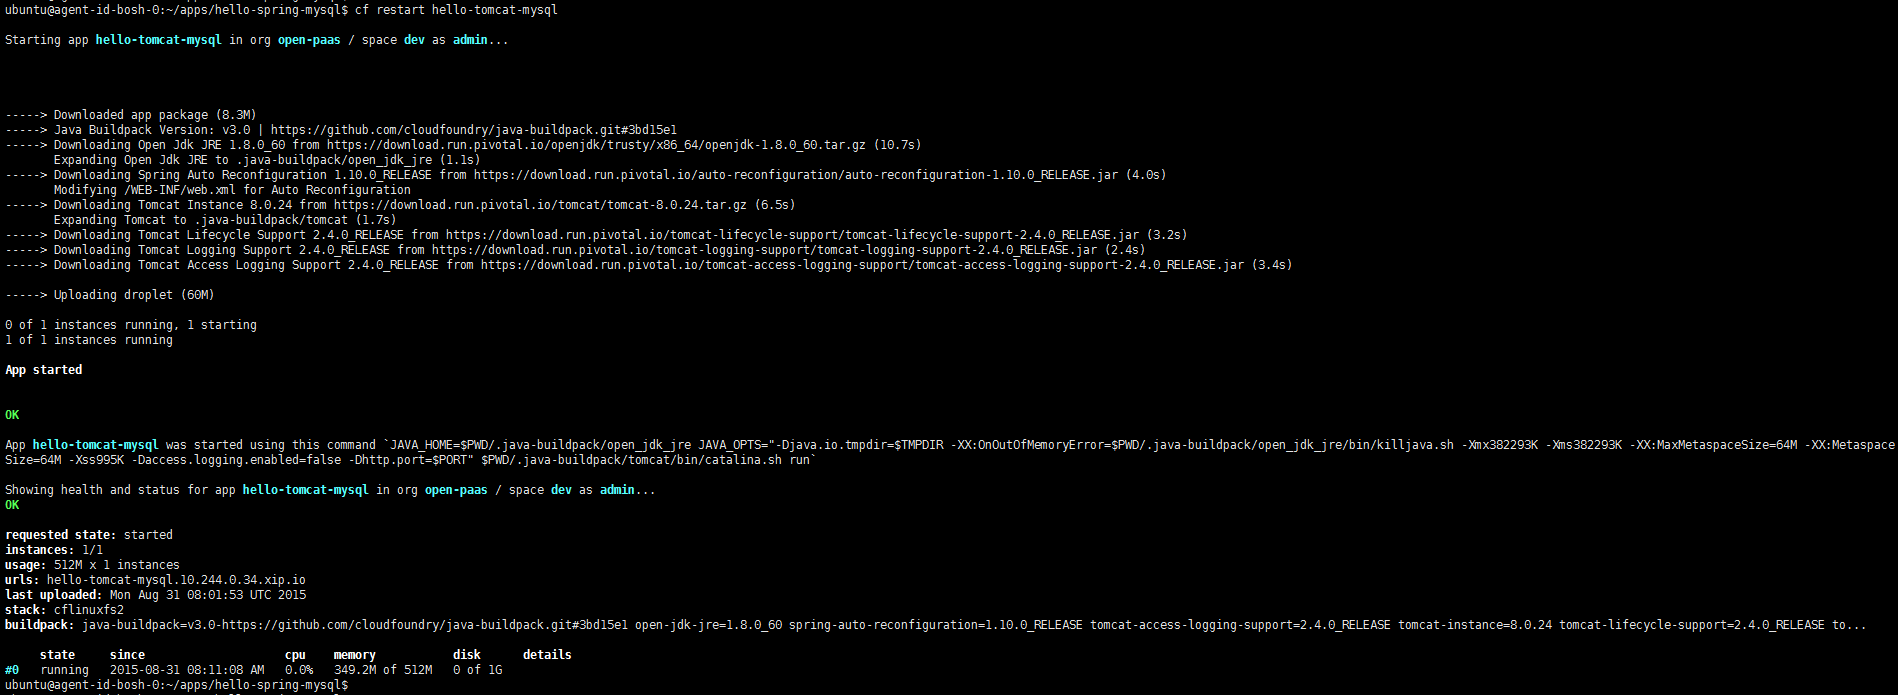 ubuntu@agent-id-bosh-0:~/apps/hello-spring-mysql$ cf restart hello-tomcat-mysql
Starting app hello-tomcat-mysql in org open-paas / space dev as admin...
-----> Downloaded app package (8.3M)
-----> Java Buildpack Version: v3.0 | https://github.com/cloudfoundry/java-buildpack.git#3bd15e1
-----> Downloading Open Jdk JRE 1.8.0_60 from https://download.run.pivotal.io/openjdk/trusty/x86_64/openjdk-1.8.0_60.tar.gz (10.7s)
       Expanding Open Jdk JRE to .java-buildpack/open_jdk_jre (1.1s)
-----> Downloading Spring Auto Reconfiguration 1.10.0_RELEASE from https://download.run.pivotal.io/auto-reconfiguration/auto-reconfiguration-1.10.0_RELEASE.jar (4.0s)
       Modifying /WEB-INF/web.xml for Auto Reconfiguration
-----> Downloading Tomcat Instance 8.0.24 from https://download.run.pivotal.io/tomcat/tomcat-8.0.24.tar.gz (6.5s)
       Expanding Tomcat to .java-buildpack/tomcat (1.7s)
-----> Downloading Tomcat Lifecycle Support 2.4.0_RELEASE from https://download.run.pivotal.io/tomcat-lifecycle-support/tomcat-lifecycle-support-2.4.0_RELEASE.jar (3.2s)
-----> Downloading Tomcat Logging Support 2.4.0_RELEASE from https://download.run.pivotal.io/tomcat-logging-support/tomcat-logging-support-2.4.0_RELEASE.jar (2.4s)
-----> Downloading Tomcat Access Logging Support 2.4.0_RELEASE from https://download.run.pivotal.io/tomcat-access-logging-support/tomcat-access-logging-support-2.4.0_RELEASE.jar (3.4s)
-----> Uploading droplet (60M)
0 of 1 instances running, 1 starting
1 of 1 instances running
App started
OK
App hello-tomcat-mysql was started using this command `JAVA_HOME=$PWD/.java-buildpack/open_jdk_jre JAVA_OPTS="-Djava.io.tmpdir=$TMPDIR -XX:OnOutOfMemoryError=$PWD/.java-buildpack/open_jdk_jre/bin/killjava.sh -Xmx382293K -Xms382293K -XX:MaxMetaspaceSize=64M -XX:Metaspace
Size=64M -Xss995K -Daccess.logging.enabled=false -Dhttp.port=$PORT" $PWD/.java-buildpack/tomcat/bin/catalina.sh run`
Showing health and status for app hello-tomcat-mysql in org open-paas / space dev as admin...
OK
requested state: started
instances: 1/1
usage: 512M x 1 instances
urls: hello-tomcat-mysql.10.244.0.34.xip.io
last uploaded: Mon Aug 31 08:01:53 UTC 2015
stack: cflinuxfs2
buildpack: java-buildpack=v3.0-https://github.com/cloudfoundry/java-buildpack.git#3bd15e1 open-jdk-jre=1.8.0_60 spring-auto-reconfiguration=1.10.0_RELEASE tomcat-access-logging-support=2.4.0_RELEASE tomcat-instance=8.0.24 tomcat-lifecycle-support=2.4.0_RELEASE to...
     state     since                    cpu    memory           disk      details
#0   running   2015-08-31 08:11:08 AM   0.0%   349.2M of 512M   0 of 1G
ubuntu@agent-id-bosh-0:~/apps/hello-spring-mysql$